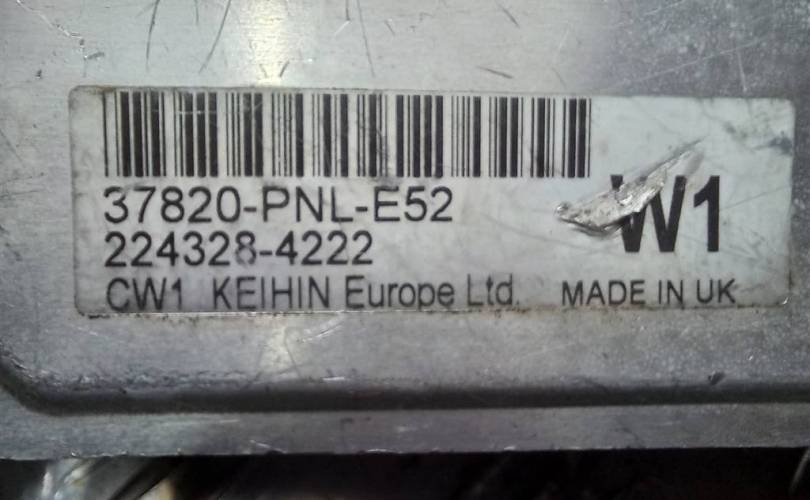 37820-PNL-E52
224328-4222
W1
CW1 KEIHIN Europe Ltd. MADE IN UK